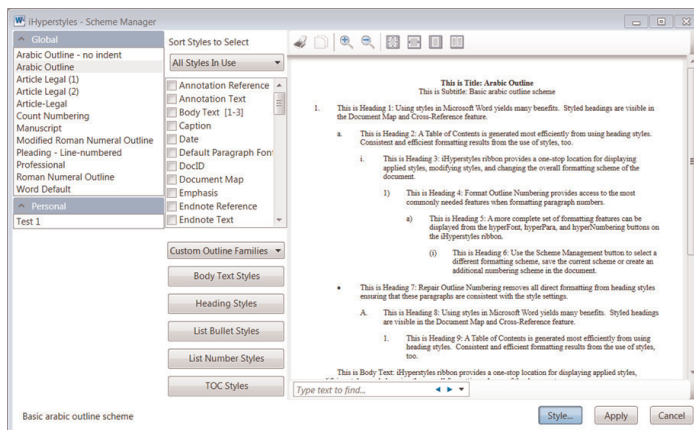 iHyperstyles - Scheme Manager
Global
Arabic Outline - no indent
Arabic Outline
Article Legal (1)
Article Legal (2)
Article-Legal
Count Numbering
Manuscript
Modified Roman Numeral Outline
Pleading - Line-numbered
Professional
Roman Numeral Outline
Word Default
Personal
Test 1
Sort Styles to Select
All Styles In Use
Annotation Reference
Annotation Text
Body Text [1-3]
Caption
Date
Default Paragraph Font
DocID
Document Map
Emphasis
Endnote Reference
Endnote Text
Custom Outline Families
Body Text Styles
Heading Styles
List Bullet Styles
List Number Styles
TOC Styles
This is Title: Arabic Outline
This is Subtitle: Basic arabic outline scheme
1. This is Heading 1: Using styles in Microsoft Word yields many benefits. Styled headings are visible in
the Document Map and Cross-Reference feature.
a. This is Heading 2: A Table of Contents is generated most efficiently from using heading styles.
Consistent and efficient formatting results from the use of styles, too.
i. This is Heading 3: iHyperstyles ribbon provides a one-stop location for displaying
applied styles, modifying styles, and changing the overall formatting scheme of the
document.
1) This is Heading 4: Format Outline Numbering provides access to the most
commonly needed features when formatting paragraph numbers.
a) This is Heading 5: A more complete set of formatting features can be
displayed from the hyperFont, hyperPara, and hyperNumbering buttons on
the iHyperstyles ribbon.
(i) This is Heading 6: Use the Scheme Management button to select a
different formatting scheme, save the current scheme or create an
additional numbering scheme in the document.
• This is Heading 7: Repair Outline Numbering removes all direct formatting from heading styles
ensuring that these paragraphs are consistent with the style settings.
A. This is Heading 8: Using styles in Microsoft Word yields many benefits. Styled headings
are visible in the Document Map and Cross-Reference feature.
1. This is Heading 9: A Table of Contents is generated most efficiently from using
heading styles. Consistent and efficient formatting results from the use of styles,
too.
This is Body Text: iHyperstyles ribbon provides a one-stop location for displaying applied styles,
Type text to find...
Basic arabic outline scheme
Style...
Apply
Cancel